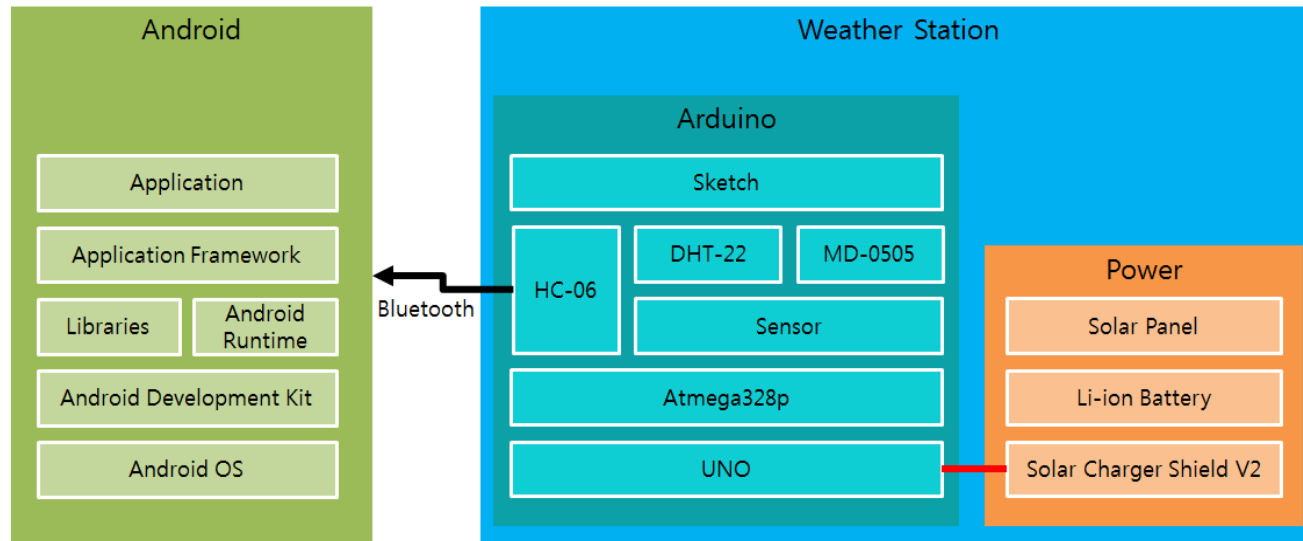 Android
Application
Application Framework
Libraries
Android
Runtime
Android Development Kit
Android OS
Bluetooth
Weather Station
Arduino
Sketch
HC-06
DHT-22
MD-0505
Sensor
Atmega328p
UNO
Power
Solar Panel
Li-ion Battery
Solar Charger Shield V2